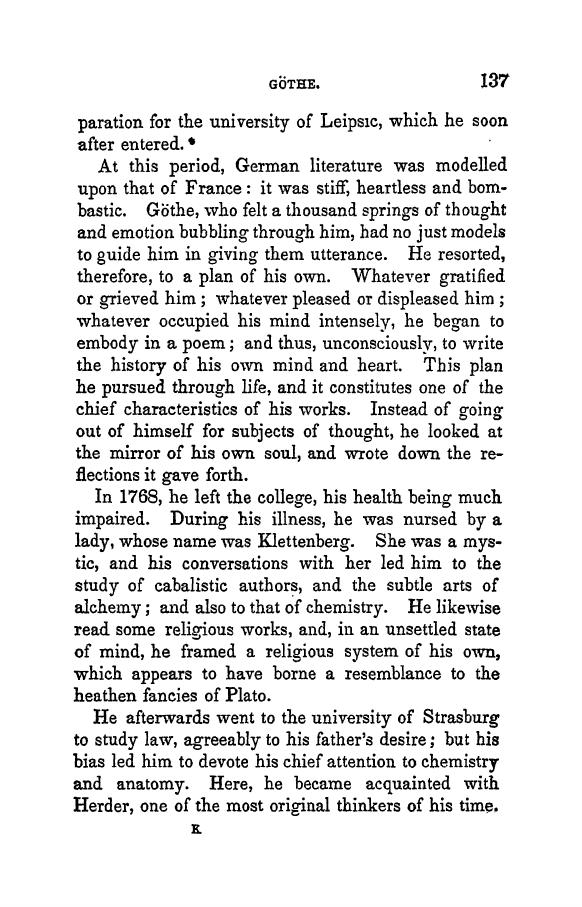 GÖTHE. 137
paration for the university of Leipsic, which he soon
after entered.
At this period, German literature was modelled
upon that of France : it was stiff, heartless and bom-
bastic. Göthe, who felt a thousand springs of thought
and emotion bubbling through him, had no just models
to guide him in giving them utterance. He resorted,
therefore, to a plan of his own. Whatever gratified
or grieved him ; whatever pleased or displeased him ;
whatever occupied his mind intensely, he began to
embody in a poem ; and thus, unconsciously, to write
the history of his own mind and heart. This plan
he pursued through life, and it constitutes one of the
chief characteristics of his works. Instead of going
out of himself for subjects of thought, he looked at
the mirror of his own soul, and wrote down the re-
flections it gave forth.
In 1768, he left the college, his health being much
impaired. During his illness, he was nursed by a
lady, whose name was Klettenberg. She was a mys-
tic, and his conversations with her led him to the
study of cabalistic authors, and the subtle arts of
alchemy ; and also to that of chemistry. He likewise
read some religious works, and, in an unsettled state
of mind, he framed a religious system of his own,
which appears to have borne a resemblance to the
heathen fancies of Plato.
He afterwards went to the university of Strasburg
to study law, agreeably to his father's desire ; but his
bias led him to devote his chief attention to chemistry
and anatomy. Here, he became acquainted with
Herder, one of the most original thinkers of his time.
K